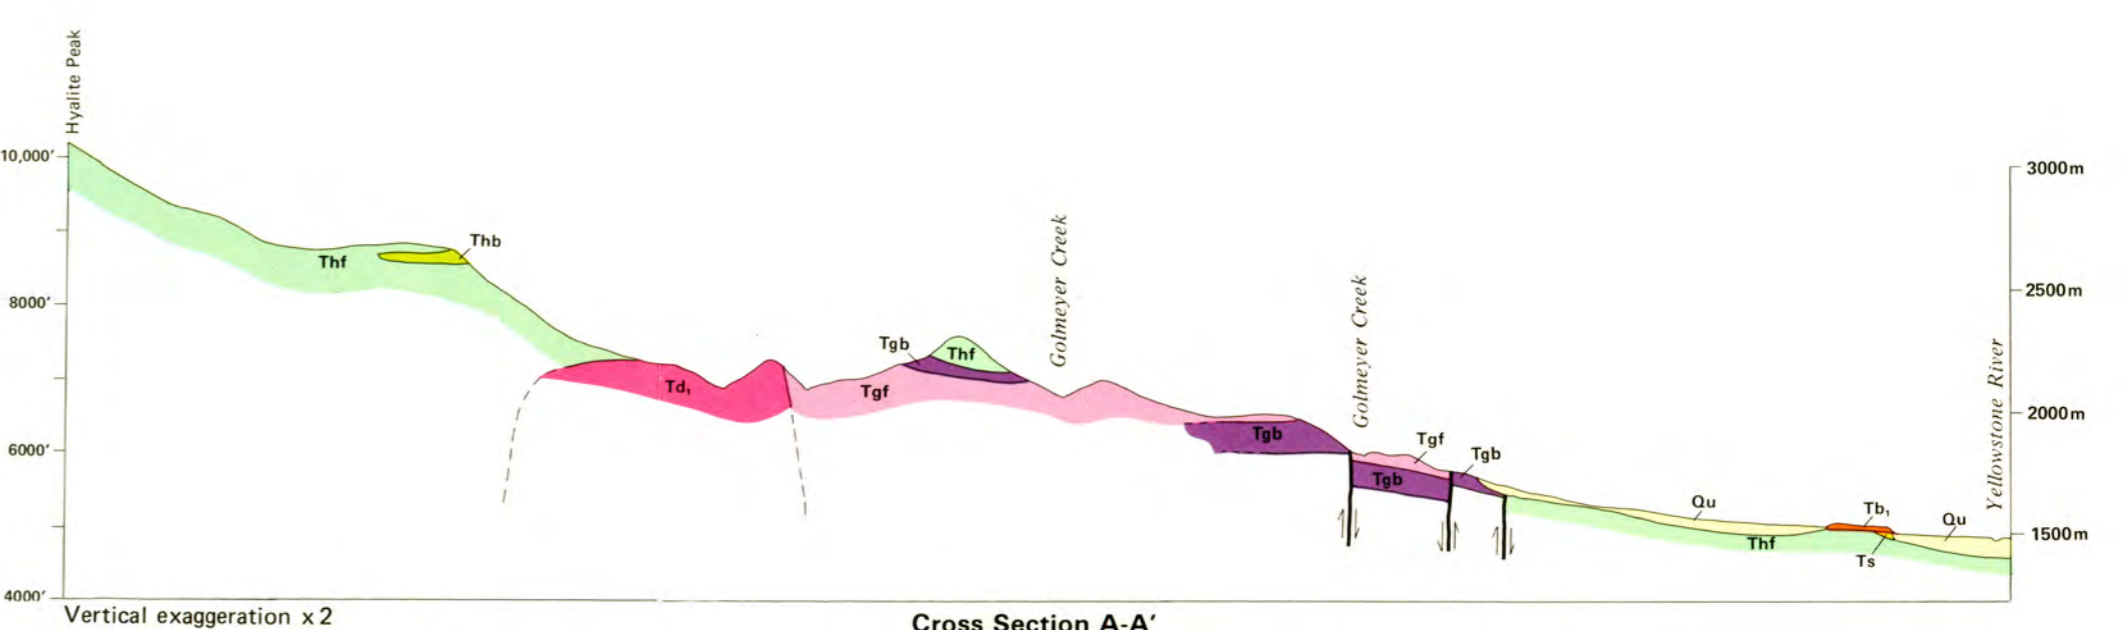 Hyalite Peak
10,000′
8000′
6000′
4000′
Thf
Thb
Td₁
Tgb
Thf
Tgf
Golmeyer Creek
Tgb
Golmeyer Creek
Tgf
Tgb
Tgb
Qu
Thf
Tb₁
Ts
Qu
Yellowstone River
3000m
2500m
2000m
1500m
Vertical exaggeration x 2
Cross Section A-A′